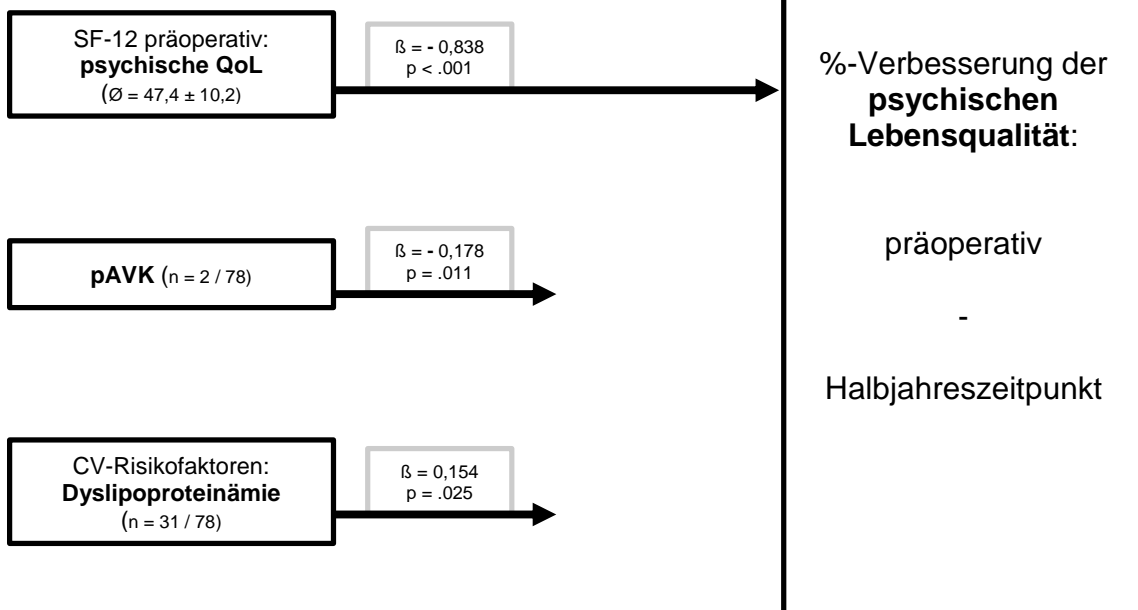 SF-12 präoperativ:
psychische QoL
(Ø = 47,4 ± 10,2)
ß = - 0,838
p < .001
pAVK (n = 2 / 78)
ß = - 0,178
p = .011
CV-Risikofaktoren:
Dyslipoproteinämie
(n = 31 / 78)
ß = 0,154
p = .025
%-Verbesserung der
psychischen
Lebensqualität:
präoperativ
-
Halbjahreszeitpunkt